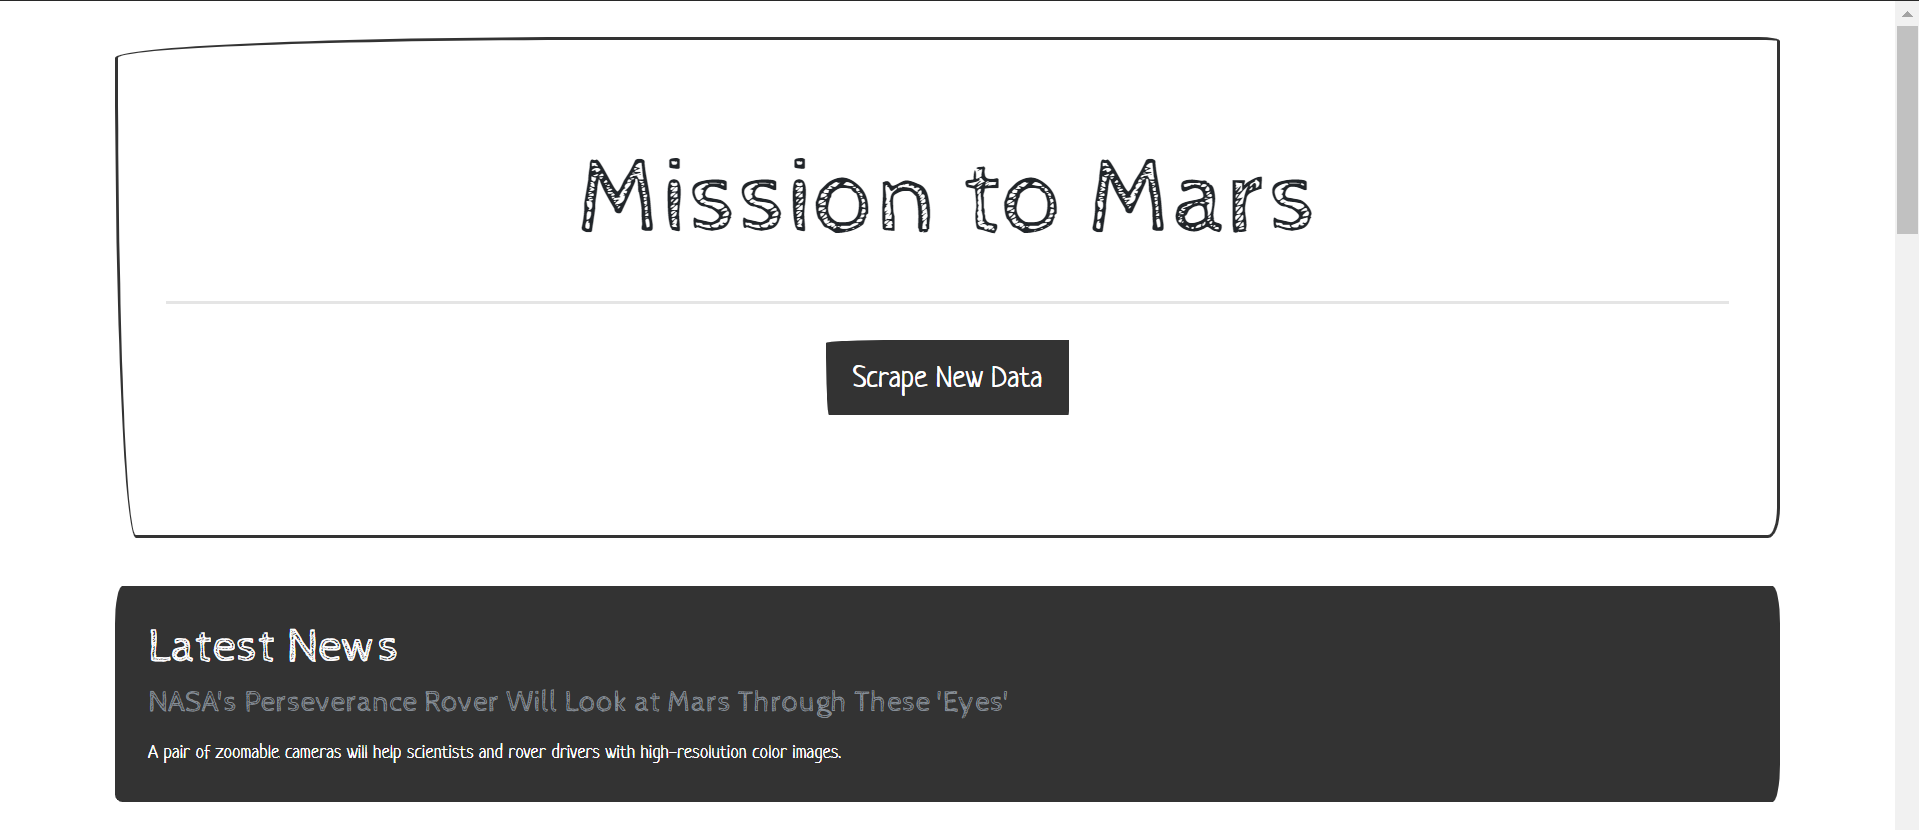 Mission to Mars
Scrape New Data
Latest News
NASA's Perseverance Rover Will Look at Mars Through These 'Eyes'
A pair of zoomable cameras will help scientists and rover drivers with high-resolution color images.